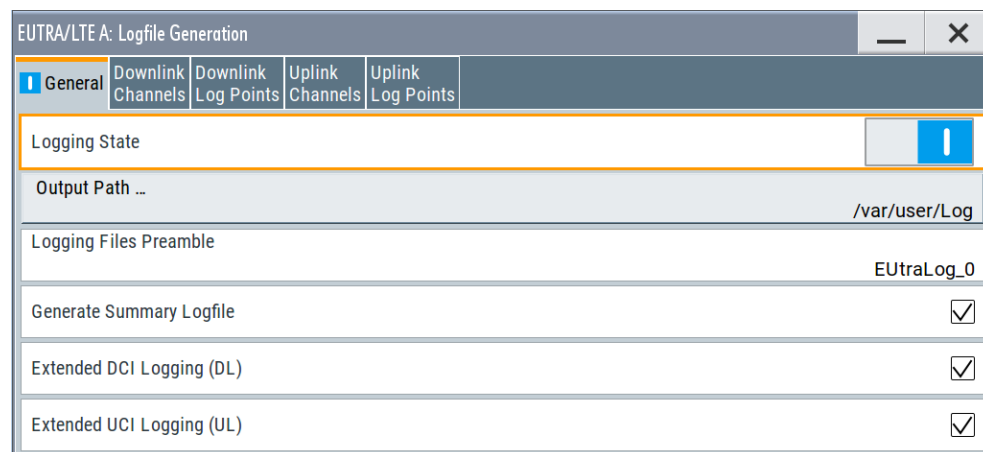 EUTRA/LTE A: Logfile Generation
General
Downlink Channels
Downlink Log Points
Uplink Channels
Uplink Log Points
Logging State
Output Path ...
/var/user/Log
Logging Files Preamble
EUtraLog_0
Generate Summary Logfile
Extended DCI Logging (DL)
Extended UCI Logging (UL)